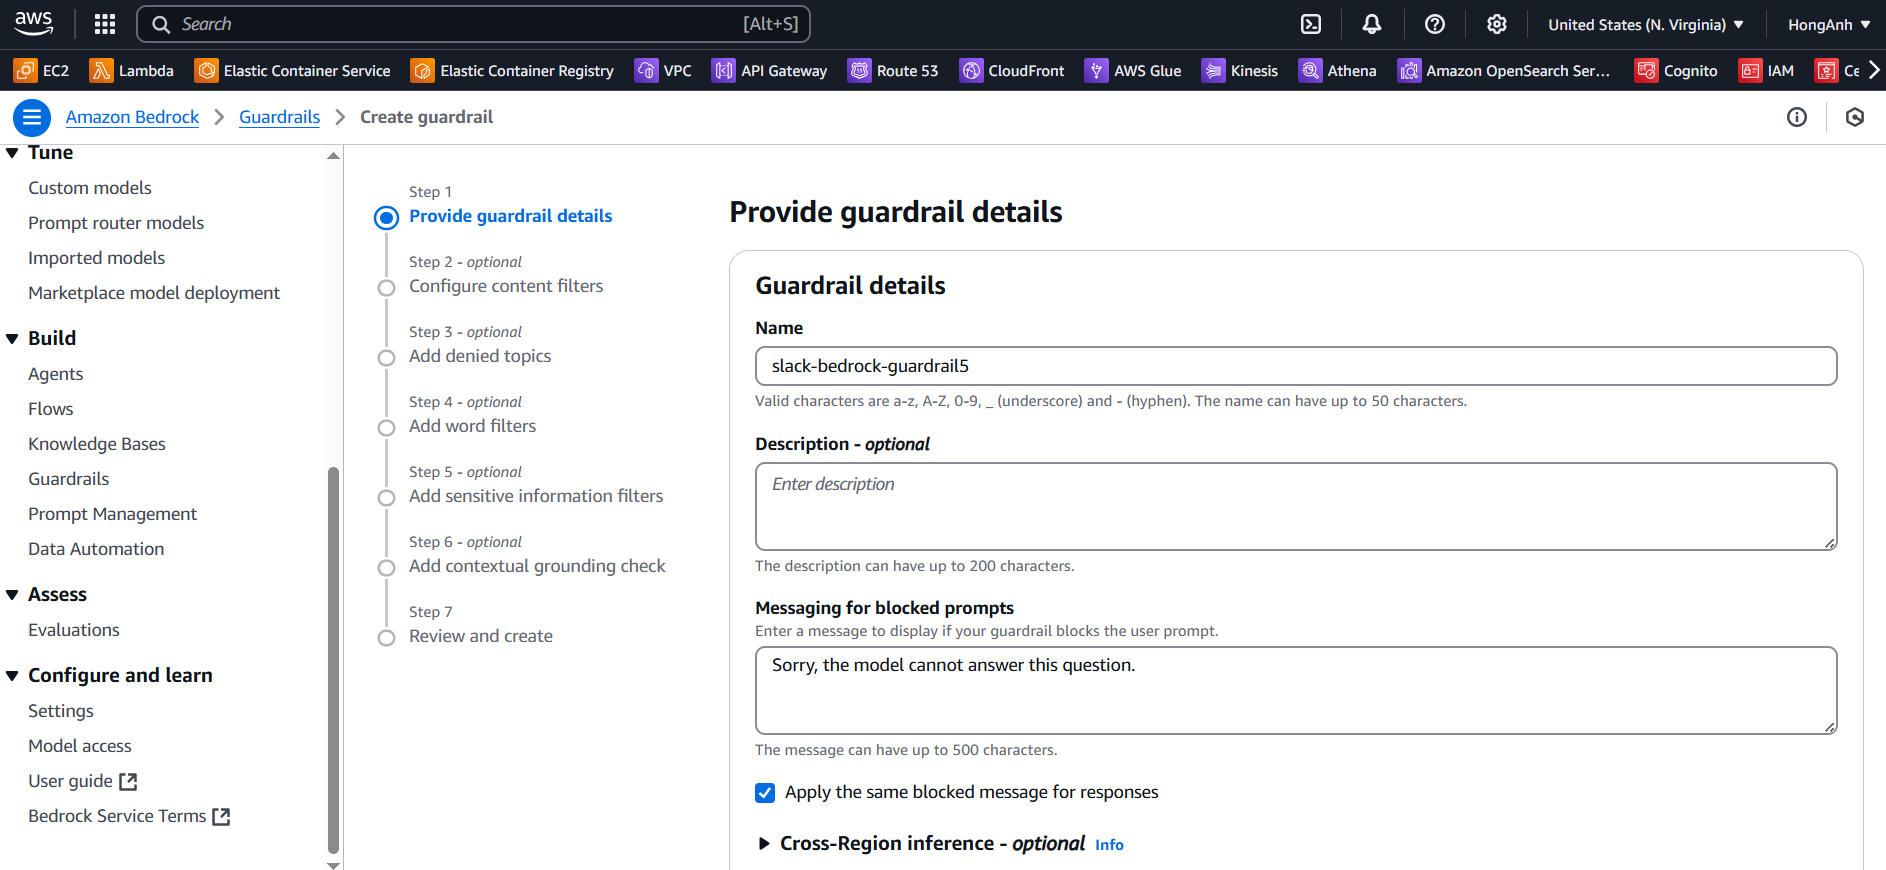 aws
Search [Alt+S]
United States (N. Virginia)
HongAnh
EC2
Lambda
Elastic Container Service
Elastic Container Registry
VPC
API Gateway
Route 53
CloudFront
AWS Glue
Kinesis
Athena
Amazon OpenSearch Ser...
Cognito
IAM
Ce
Amazon Bedrock
Guardrails
Create guardrail
Tune
Custom models
Prompt router models
Imported models
Marketplace model deployment
Build
Agents
Flows
Knowledge Bases
Guardrails
Prompt Management
Data Automation
Assess
Evaluations
Configure and learn
Settings
Model access
User guide
Bedrock Service Terms
Step 1
Provide guardrail details
Step 2 - optional
Configure content filters
Step 3 - optional
Add denied topics
Step 4 - optional
Add word filters
Step 5 - optional
Add sensitive information filters
Step 6 - optional
Add contextual grounding check
Step 7
Review and create
Provide guardrail details
Guardrail details
Name
slack-bedrock-guardrail5
Valid characters are a-z, A-Z, 0-9, _ (underscore) and - (hyphen). The name can have up to 50 characters.
Description - optional
Enter description
The description can have up to 200 characters.
Messaging for blocked prompts
Enter a message to display if your guardrail blocks the user prompt.
Sorry, the model cannot answer this question.
The message can have up to 500 characters.
Apply the same blocked message for responses
Cross-Region inference - optional Info